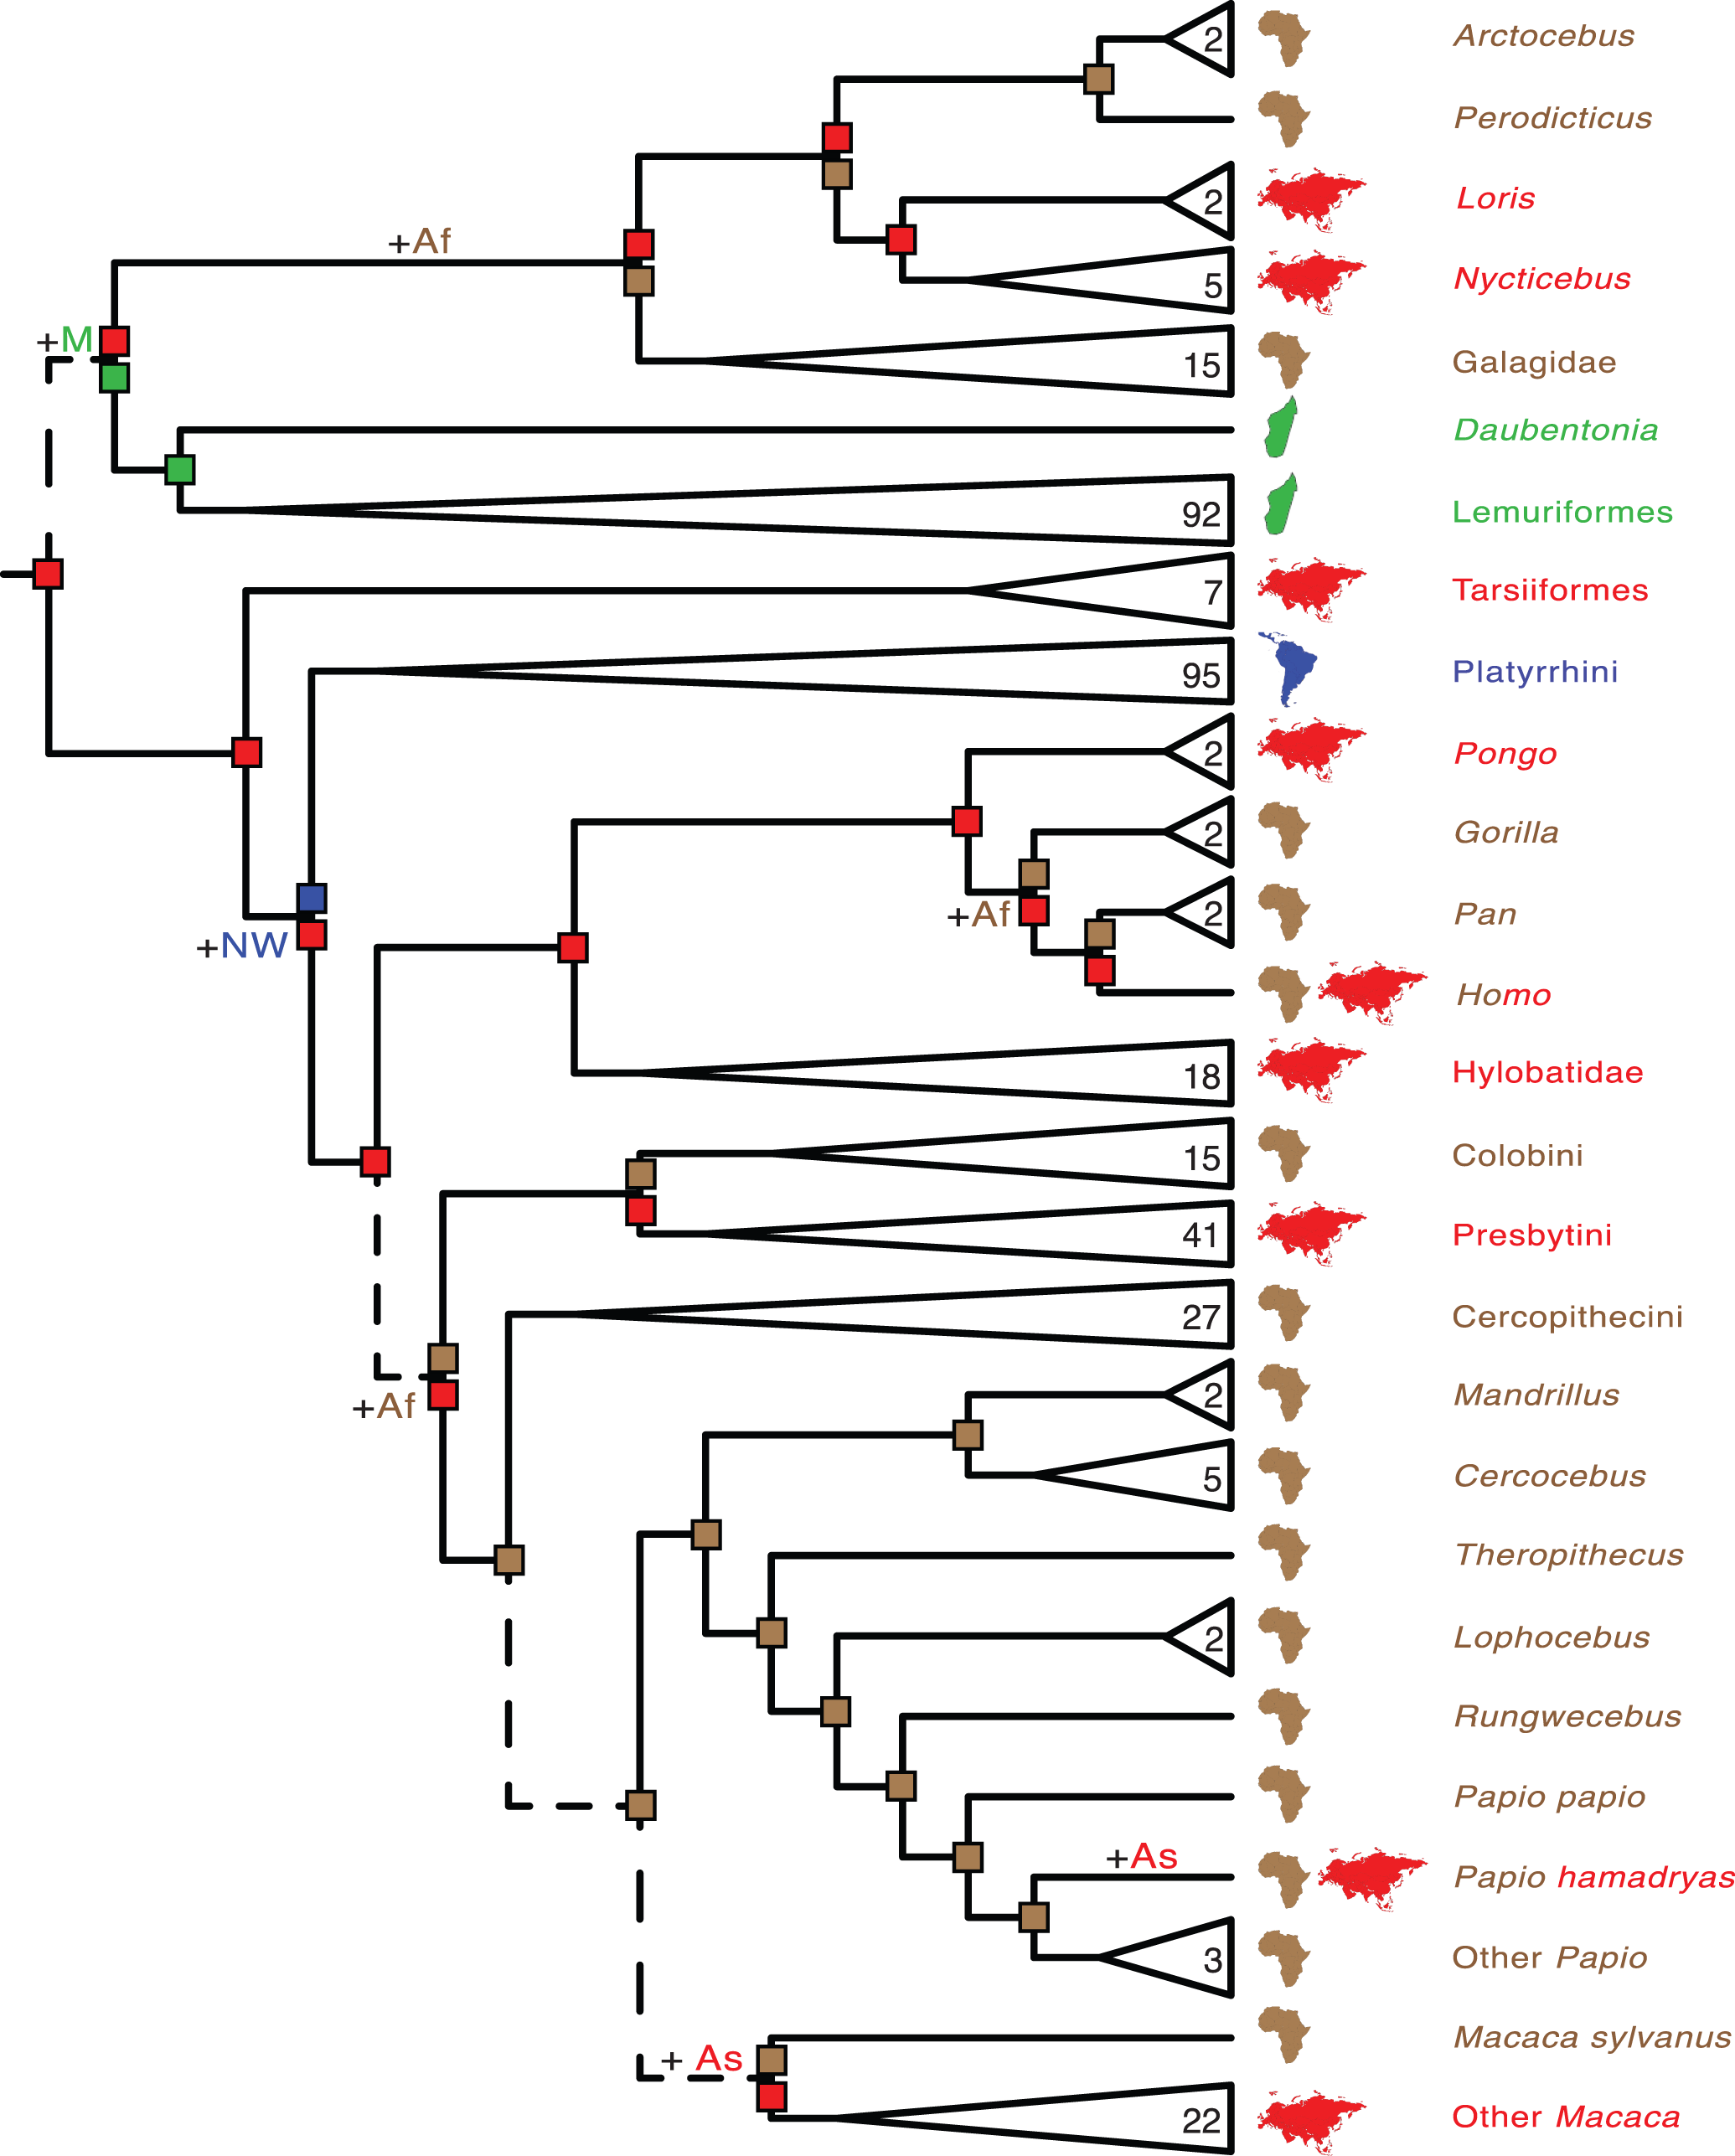 2 Arctocebus
Perodicticus
2 Loris
+Af
5 Nycticebus
+M
15 Galagidae
Daubentonia
92 Lemuriformes
7 Tarsiiformes
95 Platyrrhini
2 Pongo
2 Gorilla
+Af
2 Pan
+NW
Homo
18 Hylobatidae
15 Colobini
41 Presbytini
27 Cercopithecini
+Af
2 Mandrillus
5 Cercocebus
Theropithecus
2 Lophocebus
Rungwecebus
Papio papio
+As
Papio hamadryas
3 Other Papio
Macaca sylvanus
+ As
22 Other Macaca